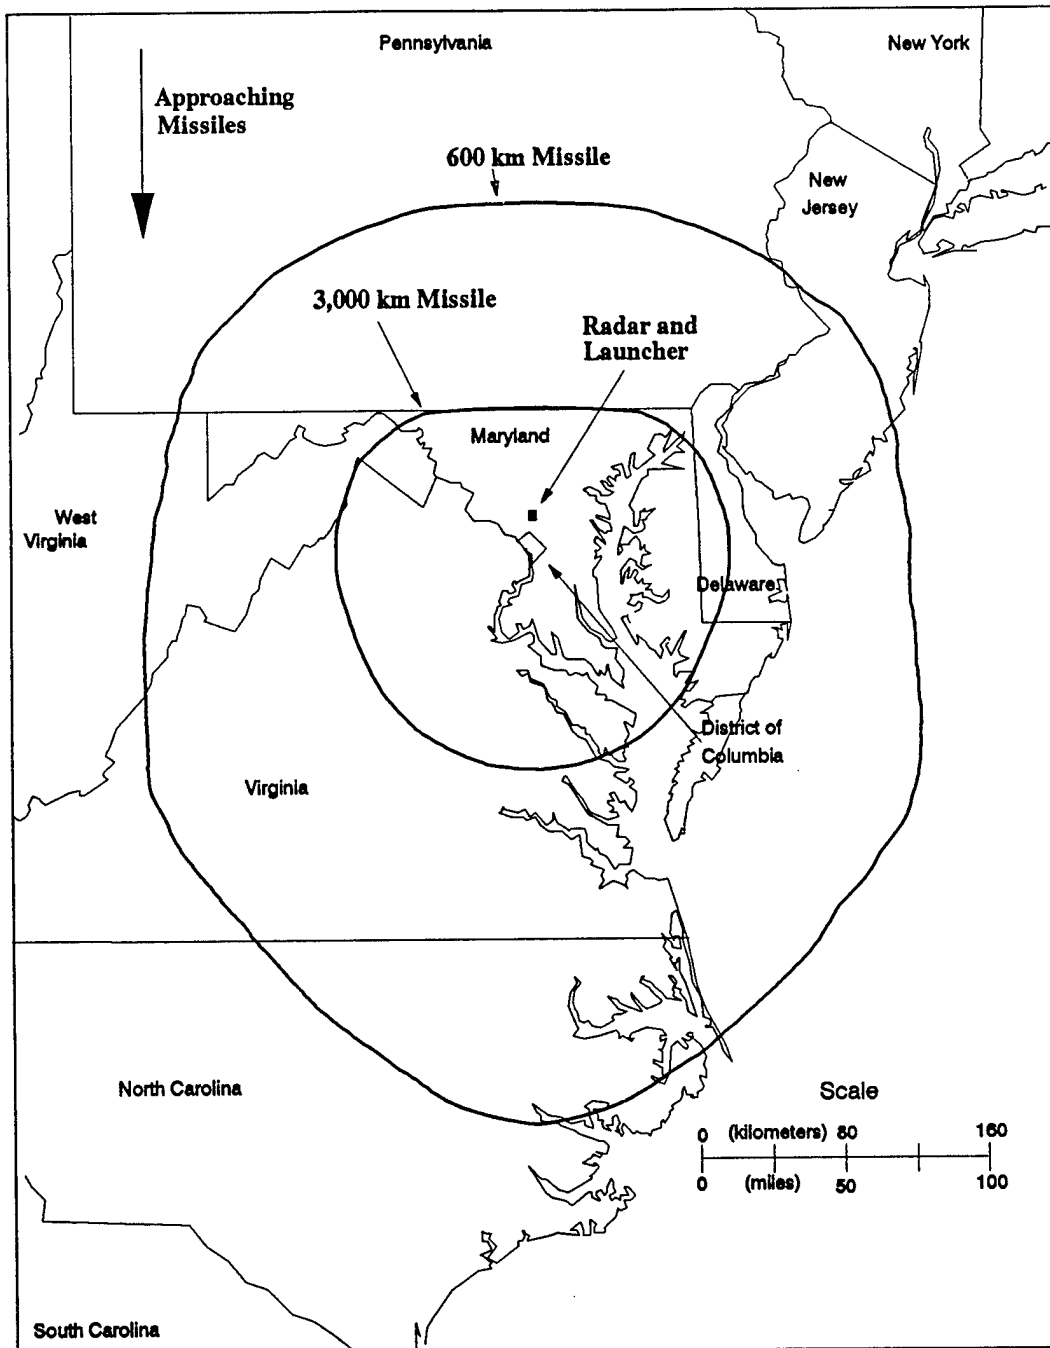 Pennsylvania
New York
Approaching
Missiles
600 km Missile
New
Jersey
3,000 km Missile
Radar and
Launcher
Maryland
West
Virginia
Delaware
District of
Columbia
Virginia
North Carolina
Scale
0 (kilometers) 80 160
0 (miles) 50 100
South Carolina